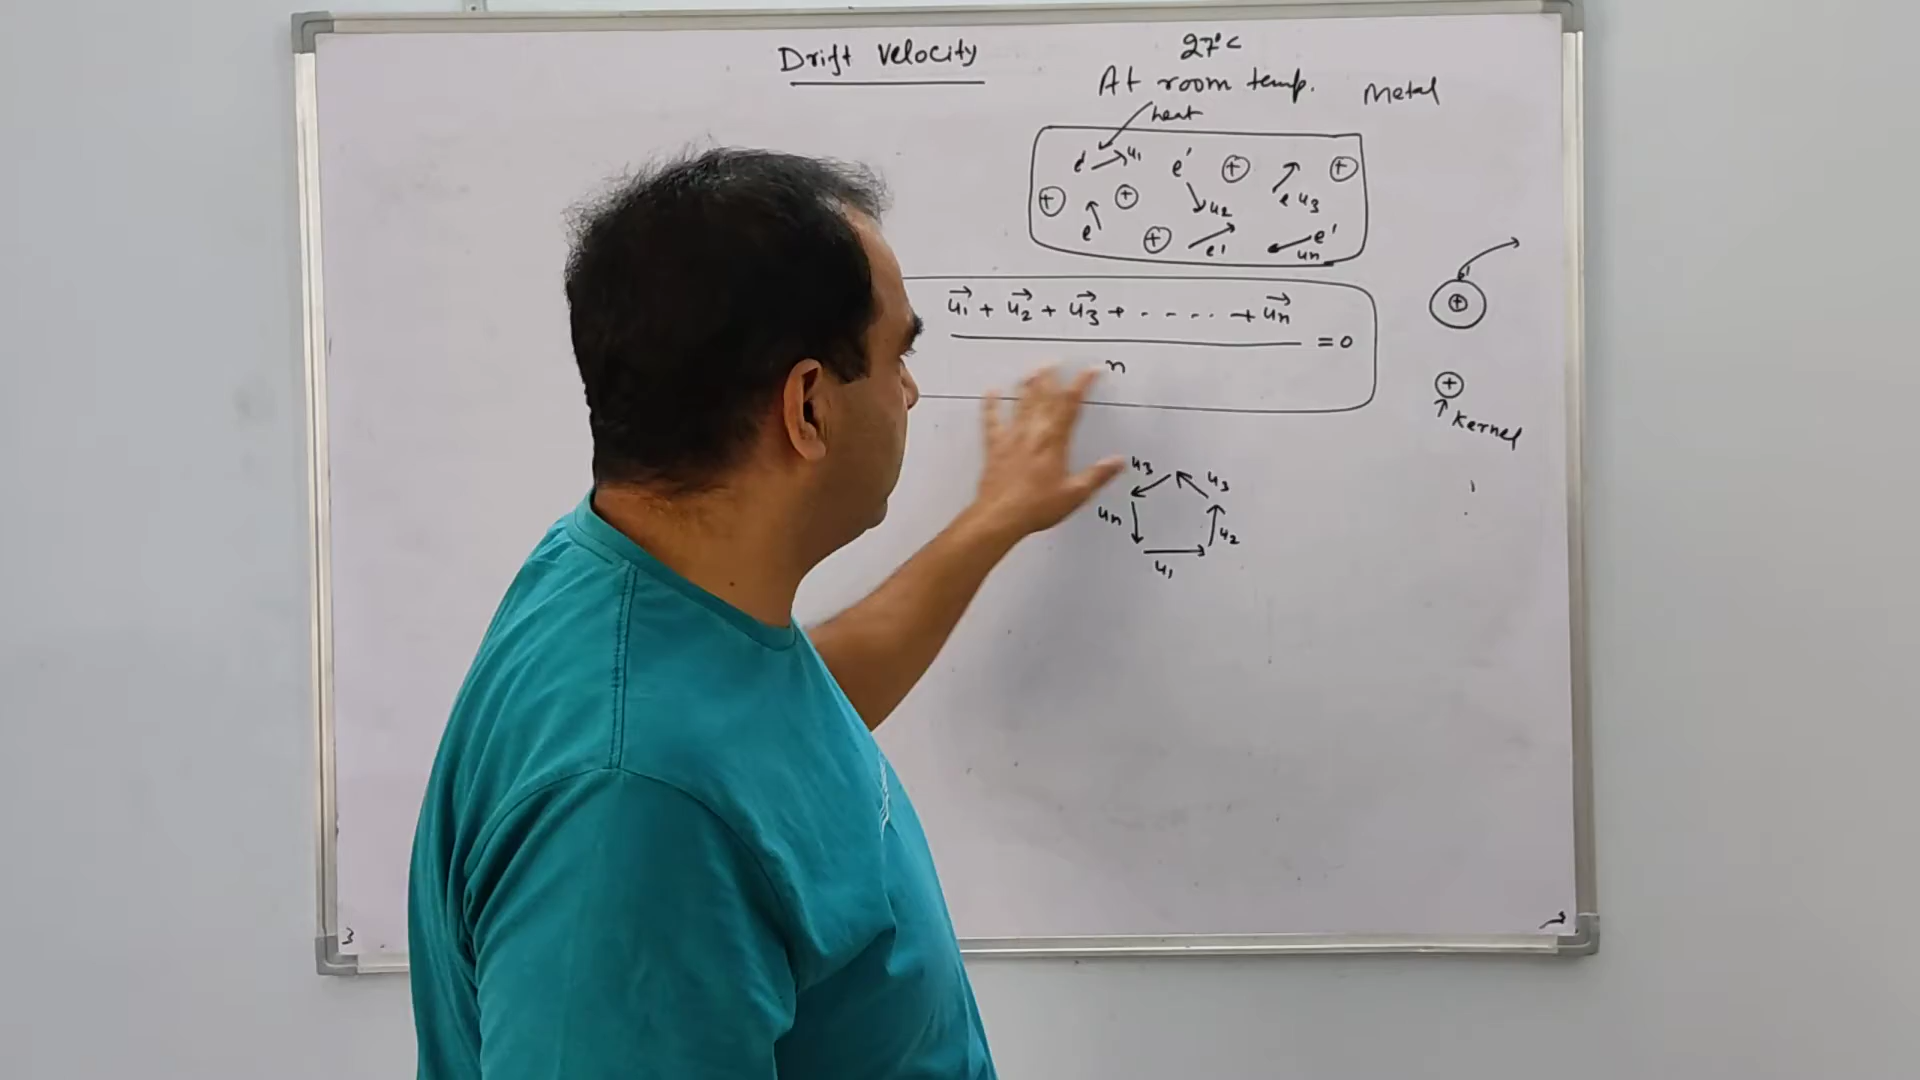 Drift Velocity
27°C
At room temp. Metal
heat
e' u1 e' + e u3 +
+ + u2
e + e' e' un
u1 + u2 + u3 + ..... + un = 0
n
+
+
Kernel
u3 u3
un u2
u1